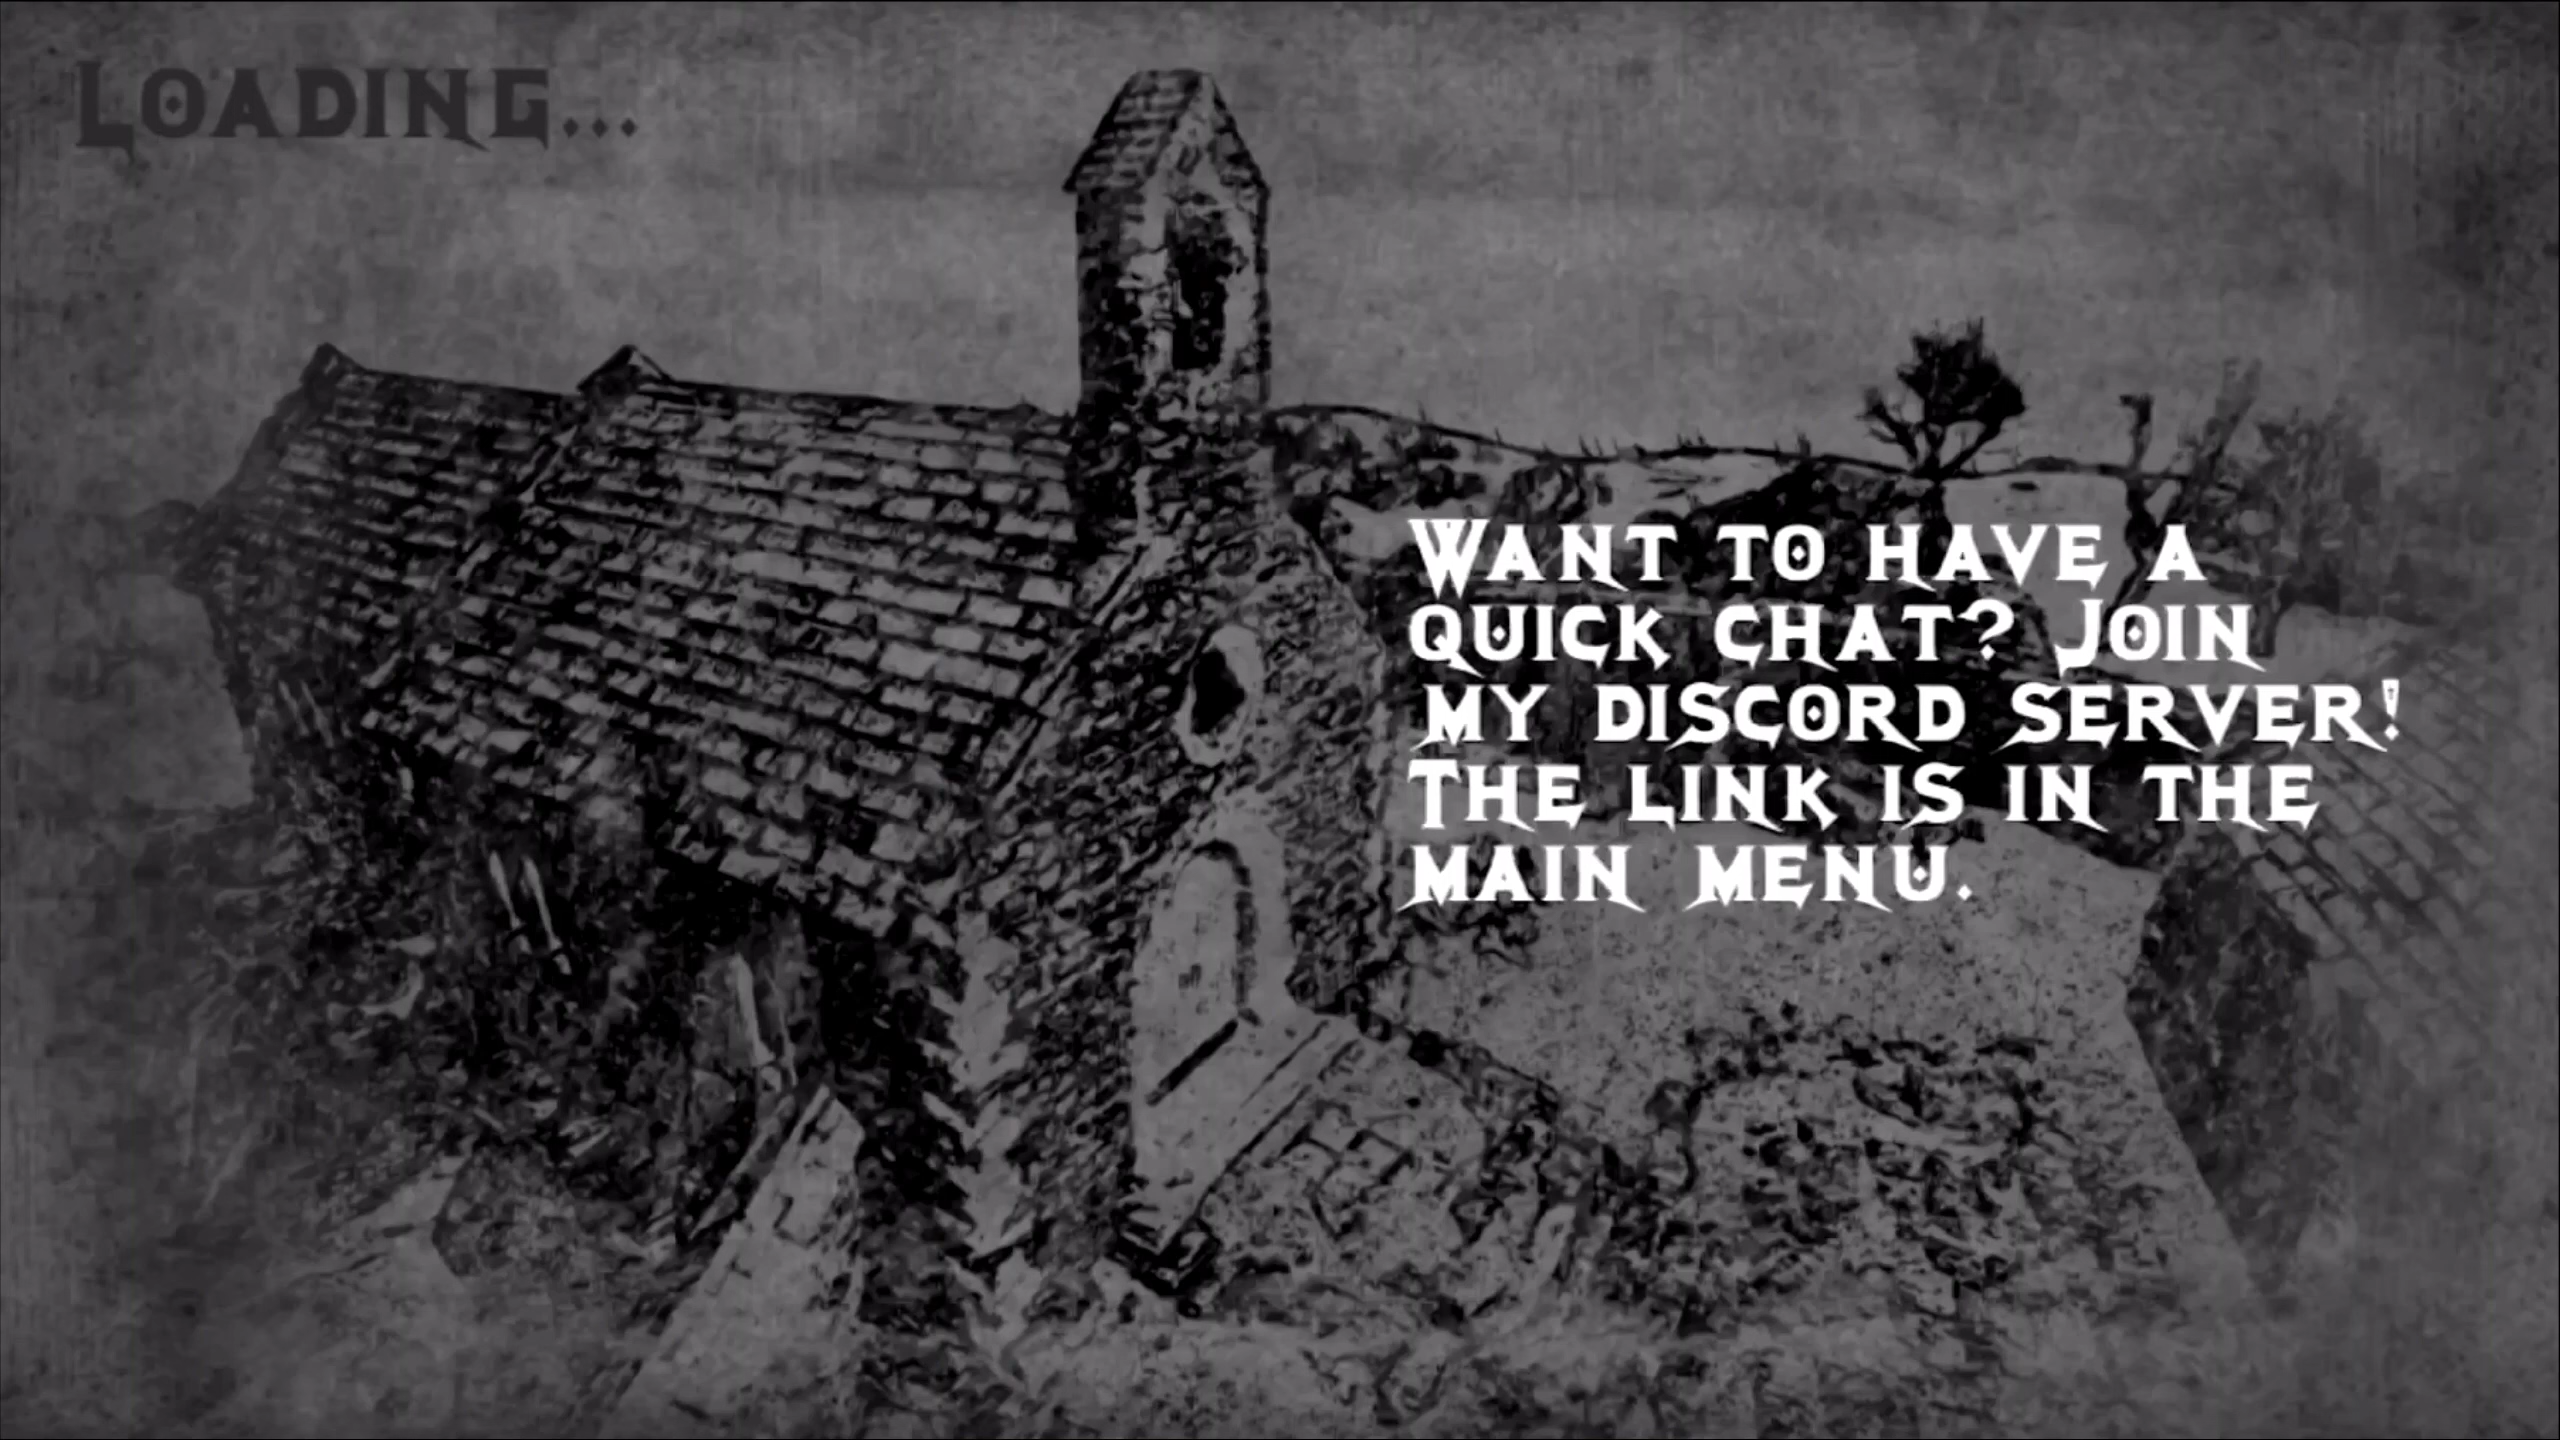 Loading...
Want to have a
quick chat? Join
my discord server!
The link is in the
main menu.